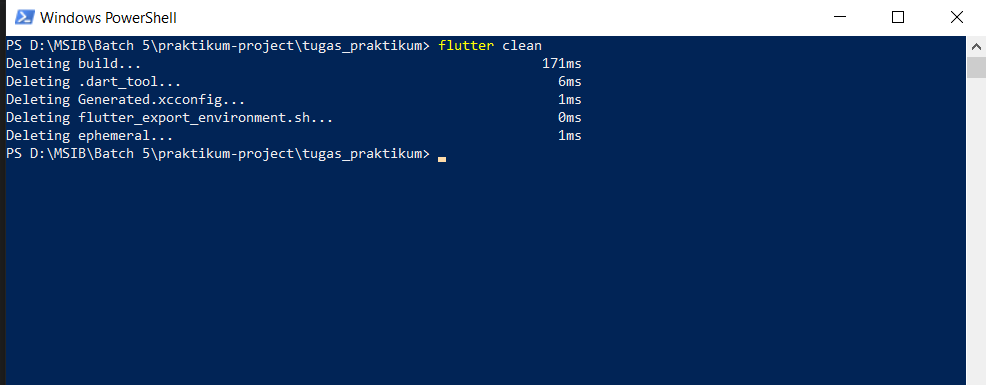 Windows PowerShell
PS D:\MSIB\Batch 5\praktikum-project\tugas_praktikum> flutter clean
Deleting build... 171ms
Deleting .dart_tool... 6ms
Deleting Generated.xcconfig... 1ms
Deleting flutter_export_environment.sh... 0ms
Deleting ephemeral... 1ms
PS D:\MSIB\Batch 5\praktikum-project\tugas_praktikum>